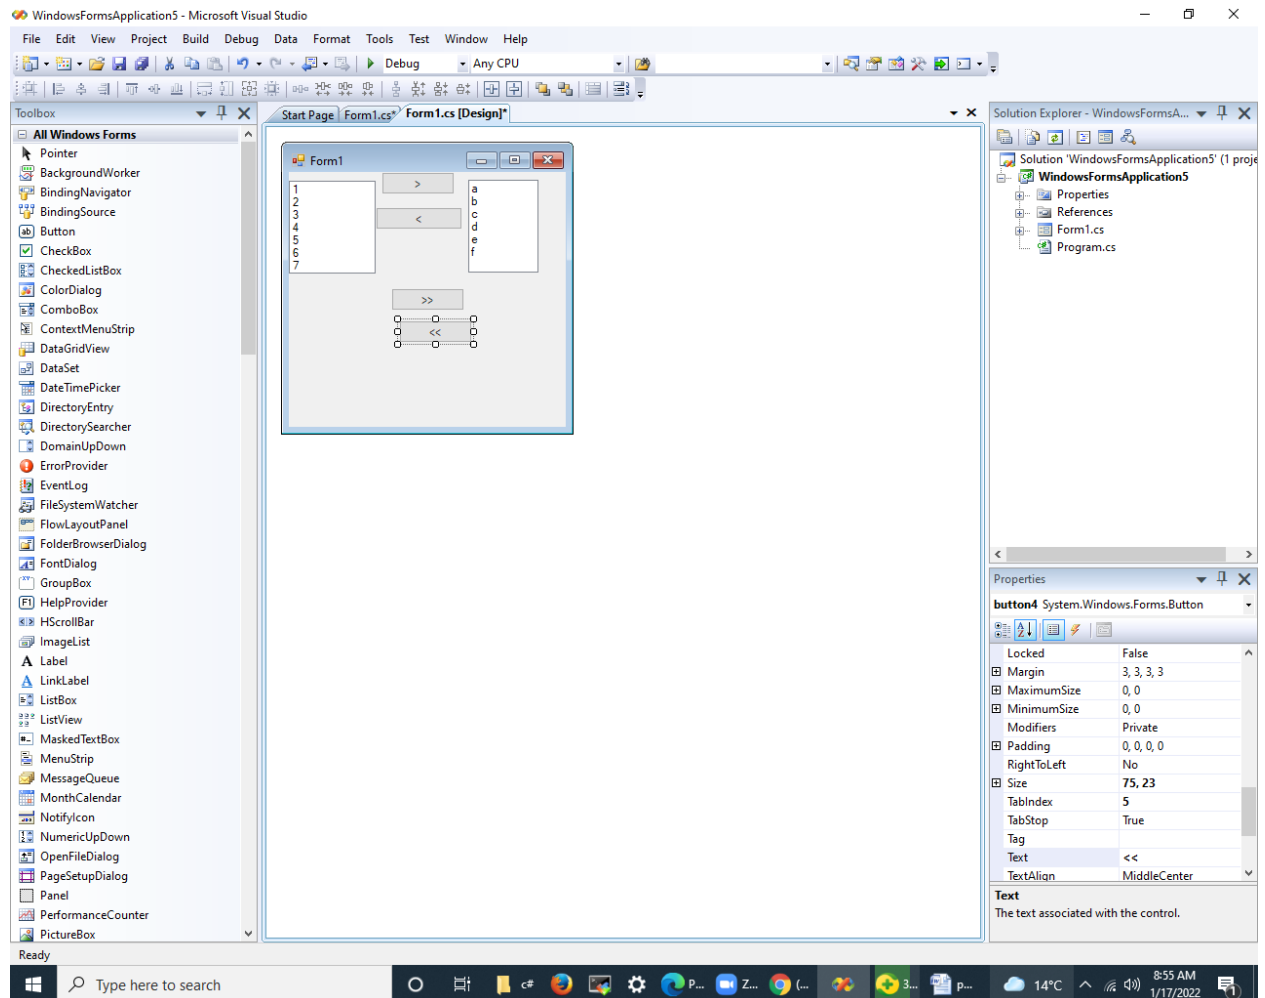 WindowsFormsApplication5 - Microsoft Visual Studio
File Edit View Project Build Debug Data Format Tools Test Window Help
Debug Any CPU
Toolbox
All Windows Forms
Pointer
BackgroundWorker
BindingNavigator
BindingSource
Button
CheckBox
CheckedListBox
ColorDialog
ComboBox
ContextMenuStrip
DataGridView
DataSet
DateTimePicker
DirectoryEntry
DirectorySearcher
DomainUpDown
ErrorProvider
EventLog
FileSystemWatcher
FlowLayoutPanel
FolderBrowserDialog
FontDialog
GroupBox
HelpProvider
HScrollBar
ImageList
Label
LinkLabel
ListBox
ListView
MaskedTextBox
MenuStrip
MessageQueue
MonthCalendar
NotifyIcon
NumericUpDown
OpenFileDialog
PageSetupDialog
Panel
PerformanceCounter
PictureBox
Start Page Form1.cs* Form1.cs [Design]*
Form1
1
2
3
4
5
6
7
>
<
a
b
c
d
e
f
>>
<<
Solution Explorer - WindowsFormsA...
Solution 'WindowsFormsApplication5' (1 proje
WindowsFormsApplication5
Properties
References
Form1.cs
Program.cs
Properties
button4 System.Windows.Forms.Button
Locked False
Margin 3, 3, 3, 3
MaximumSize 0, 0
MinimumSize 0, 0
Modifiers Private
Padding 0, 0, 0, 0
RightToLeft No
Size 75, 23
TabIndex 5
TabStop True
Tag
Text <<
TextAlign MiddleCenter
Text
The text associated with the control.
Ready
Type here to search
c# P... Z... (... 3... p... 14°C
8:55 AM
1/17/2022